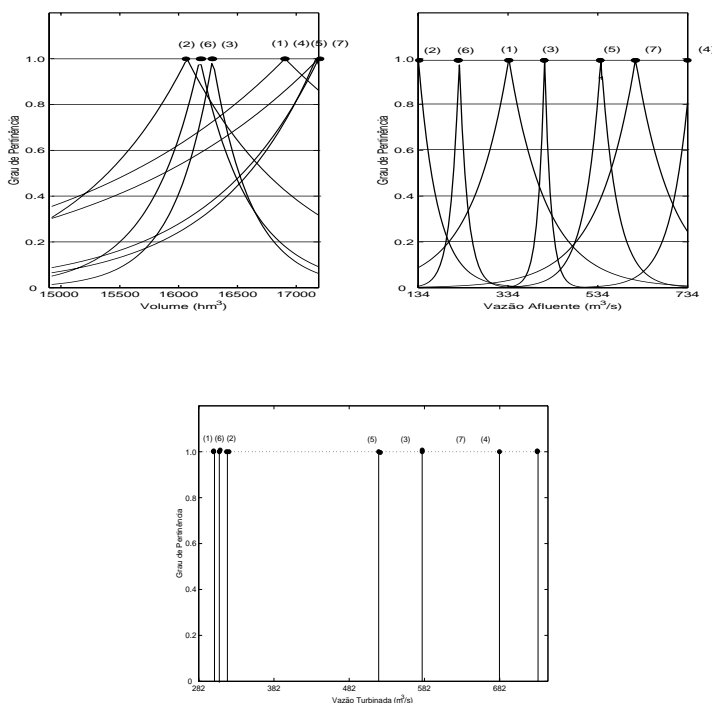 (2) (6) (3) (1) (4)(5) (7)
1.0
0.8
0.6
0.4
0.2
0
Grau de Pertinência
15000 15500 16000 16500 17000
Volume (hm³)
(2) (6) (1) (3) (5) (7) (4)
1.0
0.8
0.6
0.4
0.2
0
Grau de Pertinência
134 334 534 734
Vazão Afluente (m³/s)
(1) (6) (2) (5) (3) (7) (4)
1.0
0.8
0.6
0.4
0.2
0
Grau de Pertinência
282 382 482 582 682
Vazão Turbinada (m³/s)